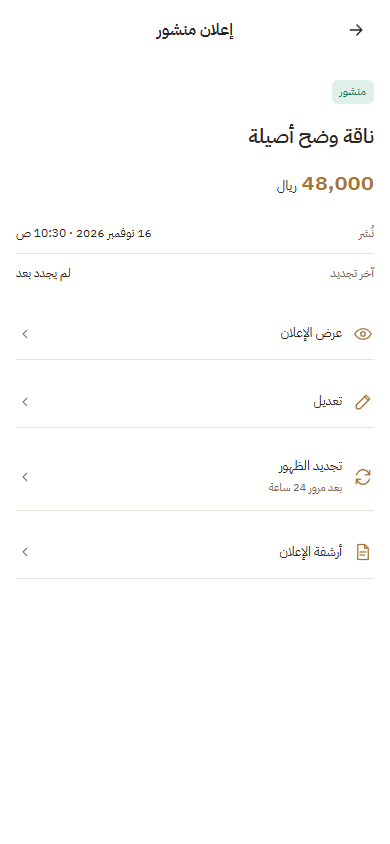 إعلان منشور
منشور
ناقة وضح أصيلة
48,000 ريال
نُشر 16 نوفمبر 2026 · 10:30 ص
آخر تجديد لم يجدد بعد
عرض الإعلان
تعديل
تجديد الظهور
بعد مرور 24 ساعة
أرشفة الإعلان